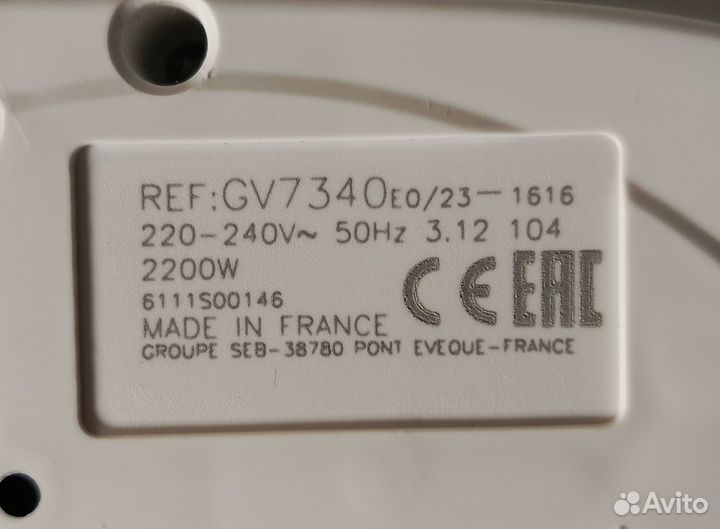 REF:GV7340E0/23-1616
220-240V~ 50Hz 3.12 104
2200W
6111S00146
CE EAC
MADE IN FRANCE
GROUPE SEB-38780 PONT EVEQUE-FRANCE
Avito